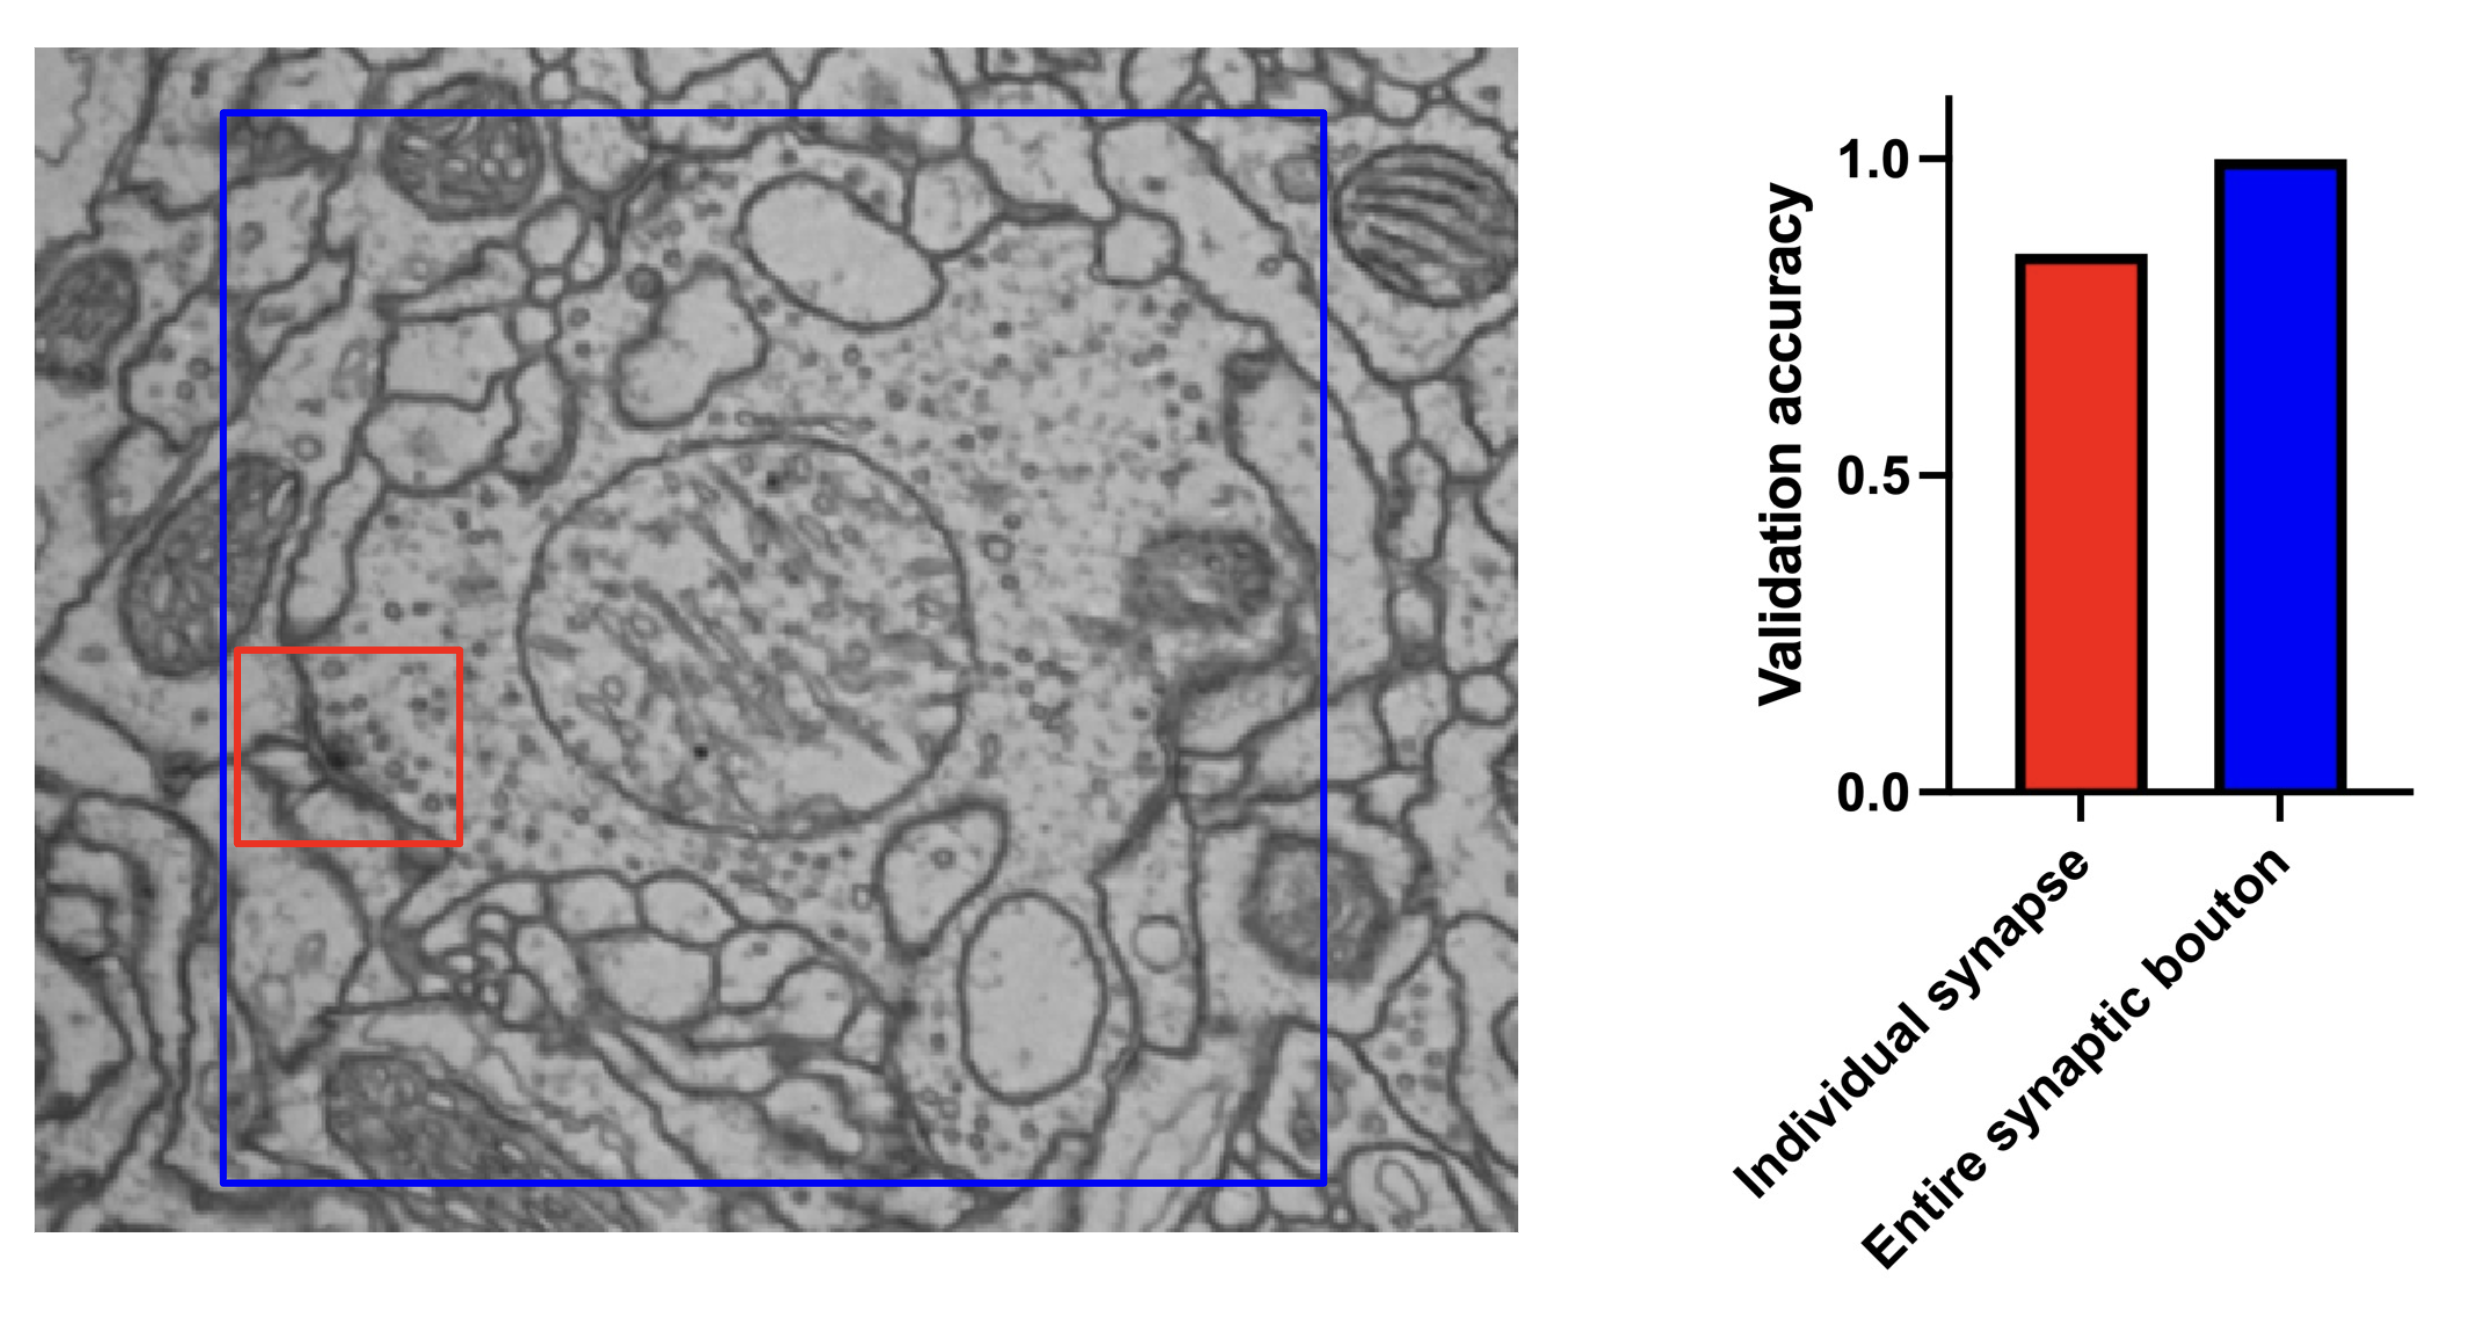 Validation accuracy
1.0
0.5
0.0
Individual synapse
Entire synaptic bouton